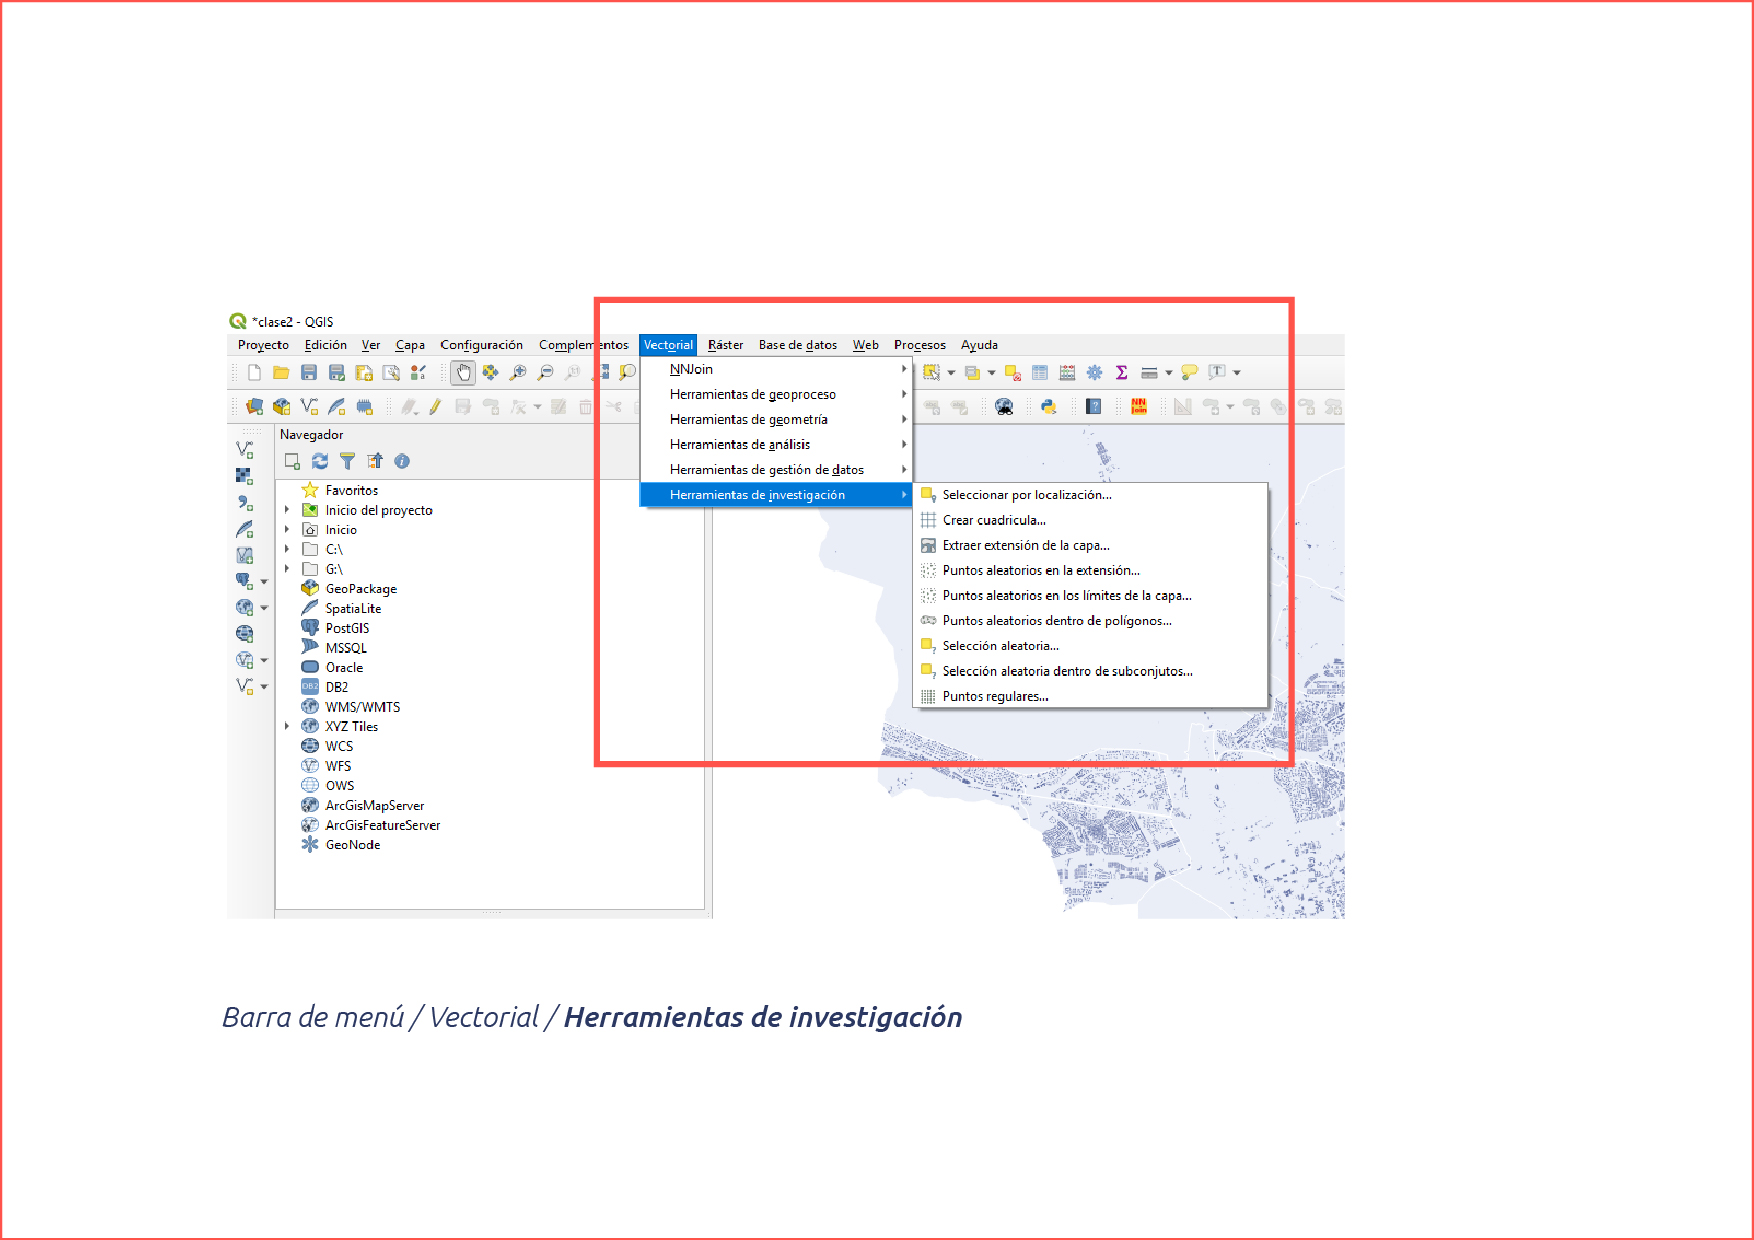 *clase2 - QGIS
Proyecto Edición Ver Capa Configuración Complementos Vectorial Ráster Base de datos Web Procesos Ayuda
NNJoin
Herramientas de geoproceso
Herramientas de geometría
Herramientas de análisis
Herramientas de gestión de datos
Herramientas de investigación
Seleccionar por localización...
Crear cuadrícula...
Extraer extensión de la capa...
Puntos aleatorios en la extensión...
Puntos aleatorios en los límites de la capa...
Puntos aleatorios dentro de polígonos...
Selección aleatoria...
Selección aleatoria dentro de subconjutos...
Puntos regulares...
NN
Join
Navegador
Favoritos
Inicio del proyecto
Inicio
C:\
G:\
GeoPackage
SpatiaLite
PostGIS
MSSQL
Oracle
DB2 DB2
WMS/WMTS
XYZ Tiles
WCS
WFS
OWS
ArcGisMapServer
ArcGisFeatureServer
GeoNode
Barra de menú / Vectorial / Herramientas de investigación